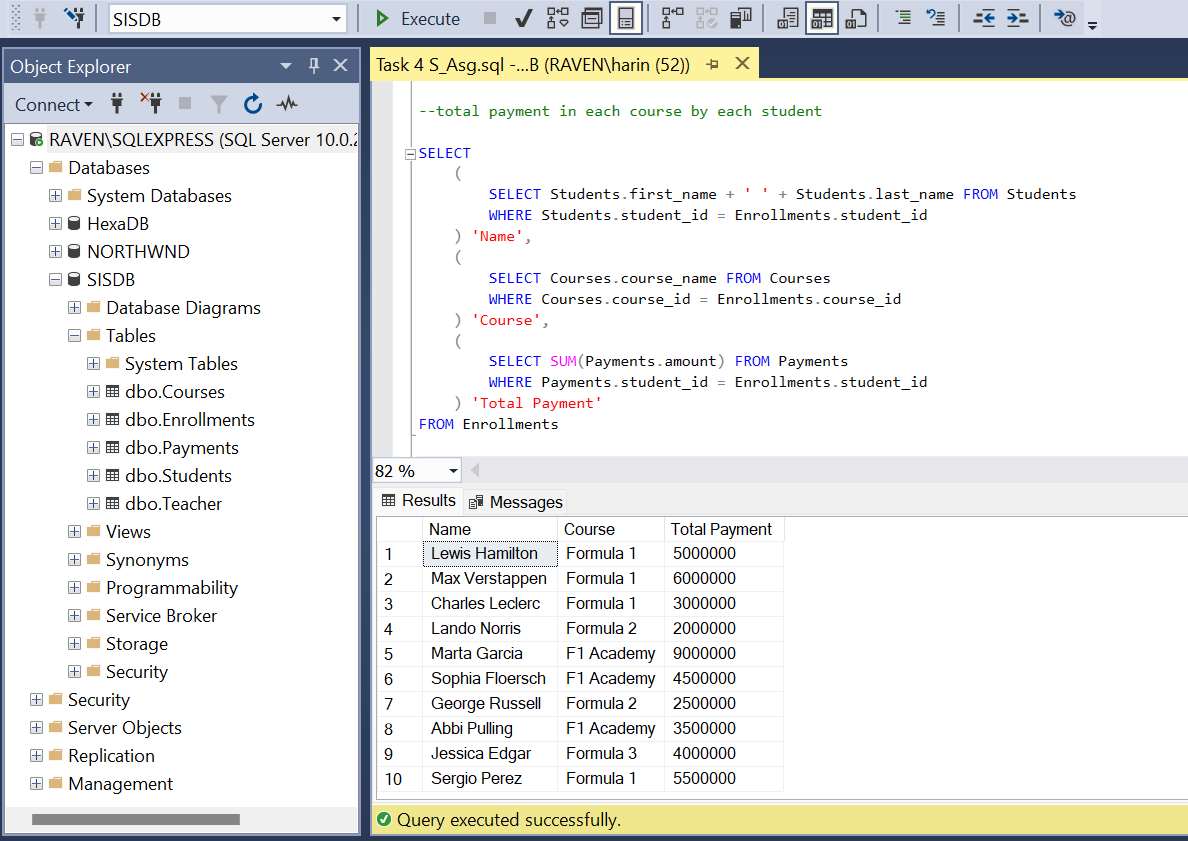 SISDB
Execute
Object Explorer
Connect
RAVEN\SQLEXPRESS (SQL Server 10.0.2
Databases
System Databases
HexaDB
NORTHWND
SISDB
Database Diagrams
Tables
System Tables
dbo.Courses
dbo.Enrollments
dbo.Payments
dbo.Students
dbo.Teacher
Views
Synonyms
Programmability
Service Broker
Storage
Security
Security
Server Objects
Replication
Management
Task 4 S_Asg.sql -...B (RAVEN\harin (52))
--total payment in each course by each student
SELECT
(
SELECT Students.first_name + ' ' + Students.last_name FROM Students
WHERE Students.student_id = Enrollments.student_id
) 'Name',
(
SELECT Courses.course_name FROM Courses
WHERE Courses.course_id = Enrollments.course_id
) 'Course',
(
SELECT SUM(Payments.amount) FROM Payments
WHERE Payments.student_id = Enrollments.student_id
) 'Total Payment'
FROM Enrollments
82 %
Results Messages
Name Course Total Payment
1 Lewis Hamilton Formula 1 5000000
2 Max Verstappen Formula 1 6000000
3 Charles Leclerc Formula 1 3000000
4 Lando Norris Formula 2 2000000
5 Marta Garcia F1 Academy 9000000
6 Sophia Floersch F1 Academy 4500000
7 George Russell Formula 2 2500000
8 Abbi Pulling F1 Academy 3500000
9 Jessica Edgar Formula 3 4000000
10 Sergio Perez Formula 1 5500000
Query executed successfully.